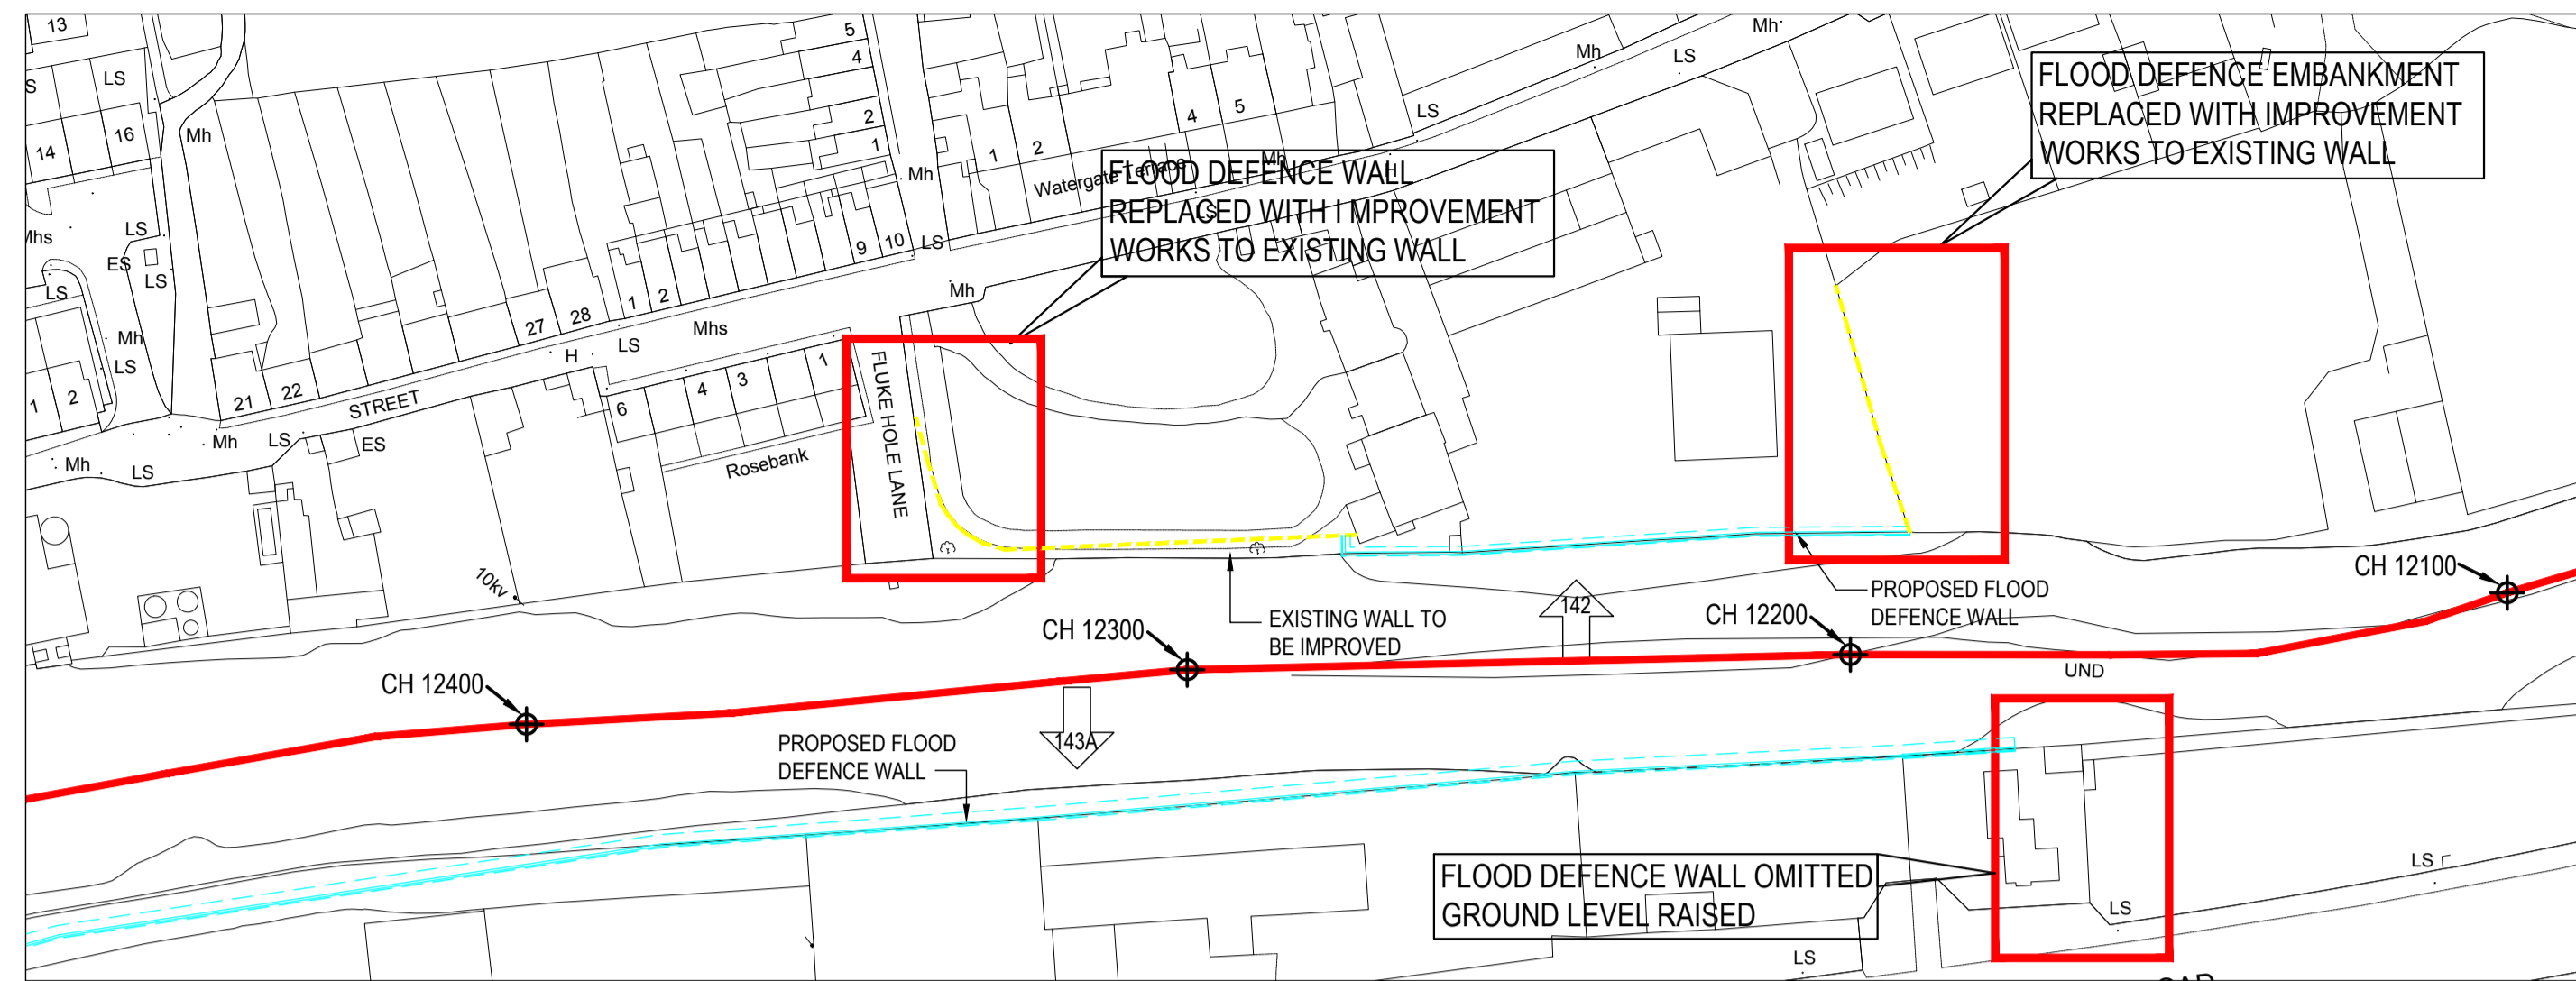 13
S
LS
14
16
Mh
Mhs
LS
ES
LS
LS
Mh
LS
1
2
Mh
LS
21
22
STREET
Mh
LS
ES
27
28
1
2
9
10
LS
H
LS
Mhs
6
4
3
1
Rosebank
5
4
2
1
Mh
1
2
4
5
Watergate Terrace
Mh
H
LS
LS
Mh
LS
Mh
Mh
FLOOD DEFENCE WALL
REPLACED WITH I MPROVEMENT
WORKS TO EXISTING WALL
FLOOD DEFENCE EMBANKMENT
REPLACED WITH IMPROVEMENT
WORKS TO EXISTING WALL
FLUKE HOLE LANE
10kv
EXISTING WALL TO
BE IMPROVED
142
PROPOSED FLOOD
DEFENCE WALL
CH 12100
CH 12200
CH 12300
CH 12400
UND
143A
PROPOSED FLOOD
DEFENCE WALL
FLOOD DEFENCE WALL OMITTED
GROUND LEVEL RAISED
LS
LS
LS